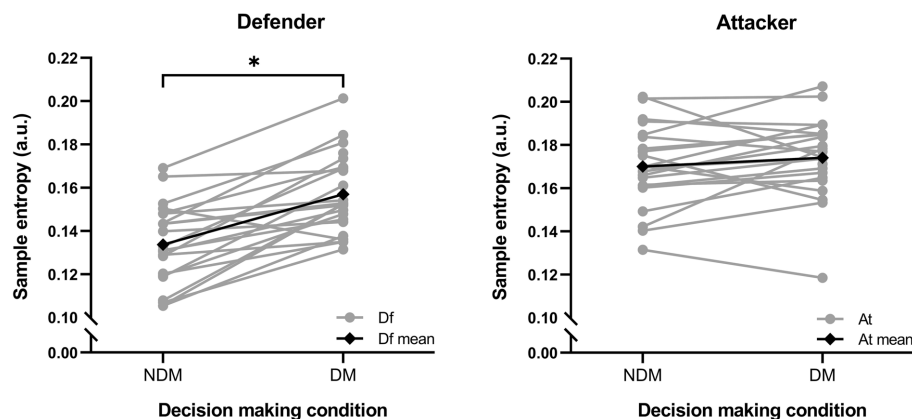 Defender
*
Sample entropy (a.u.)
0.22
0.20
0.18
0.16
0.14
0.12
0.10
0.00
Df
Df mean
NDM
DM
Decision making condition
Attacker
Sample entropy (a.u.)
0.22
0.20
0.18
0.16
0.14
0.12
0.10
0.00
At
At mean
NDM
DM
Decision making condition